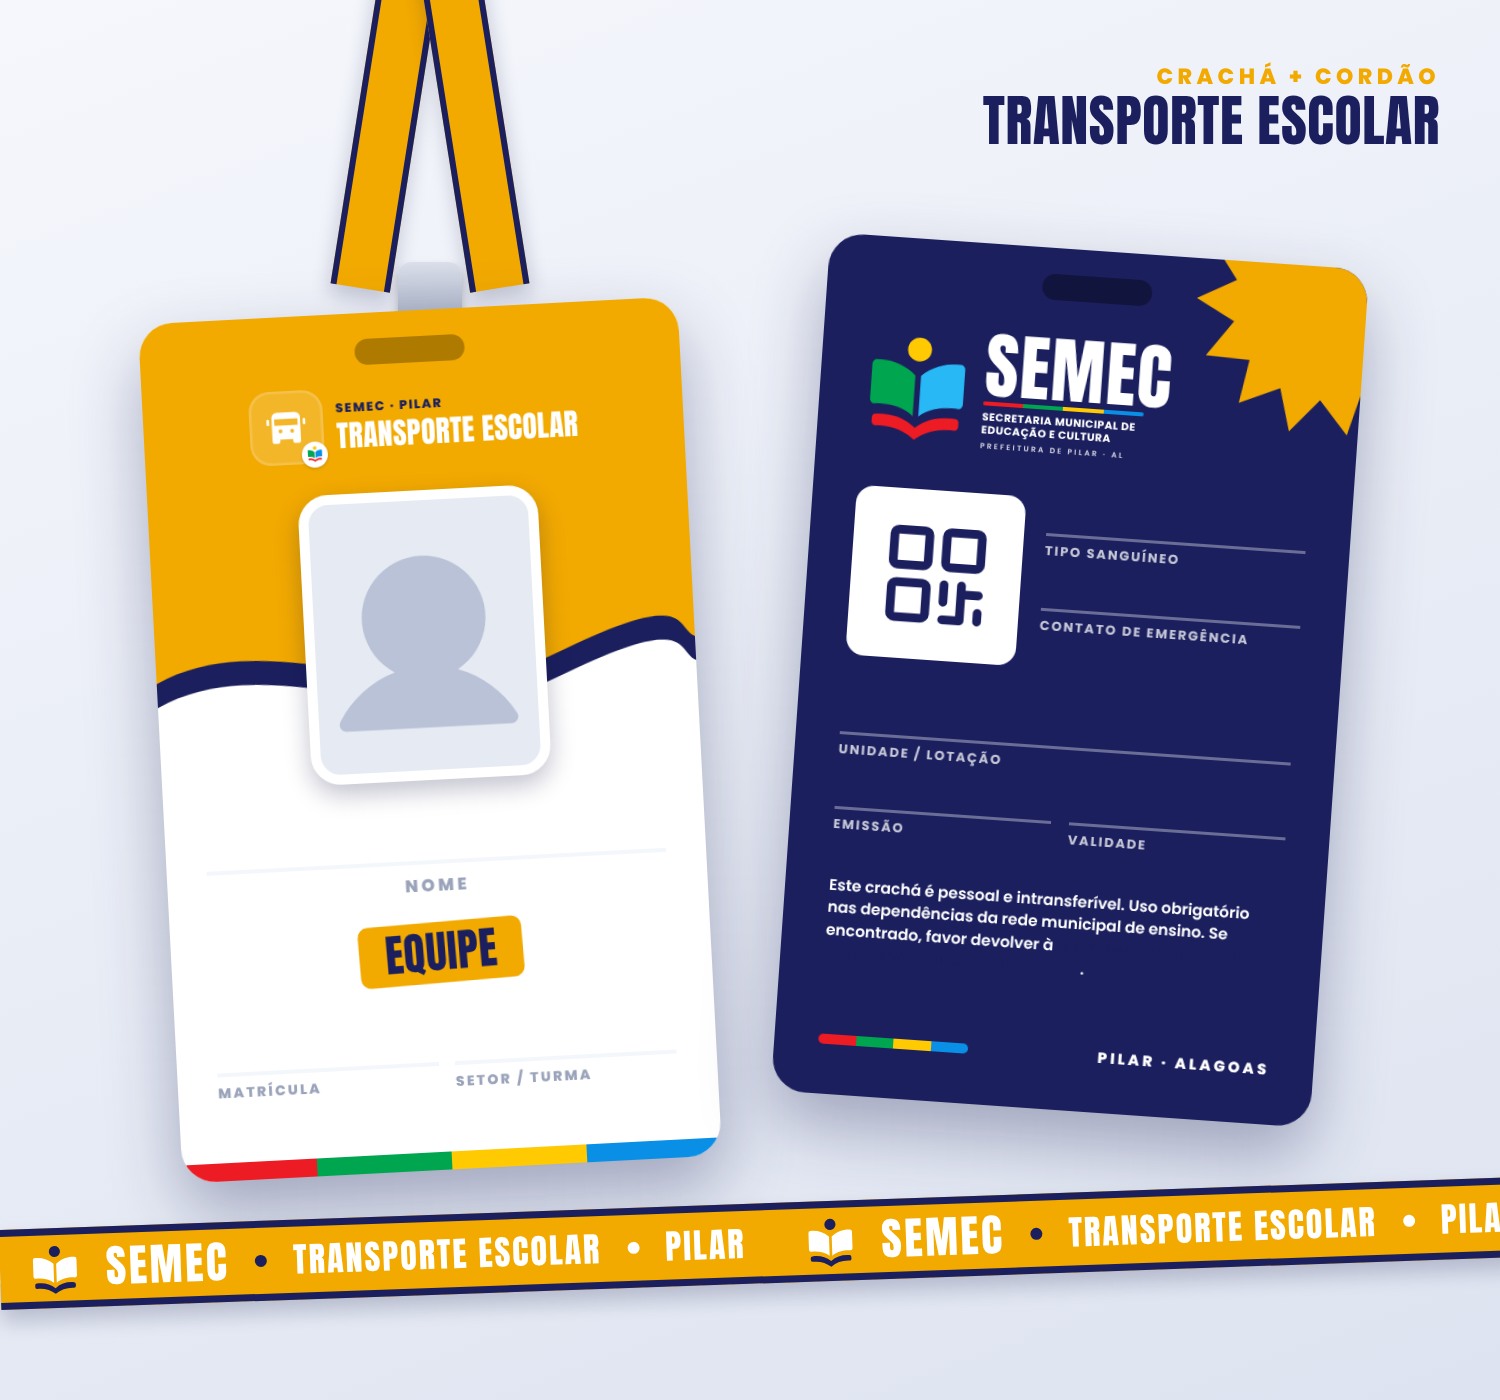 CRACHÁ + CORDÃO
TRANSPORTE ESCOLAR
SEMEC · PILAR
TRANSPORTE ESCOLAR
NOME
EQUIPE
MATRÍCULA
SETOR / TURMA
SEMEC
SECRETARIA MUNICIPAL DE
EDUCAÇÃO E CULTURA
PREFEITURA DE PILAR · AL
TIPO SANGUÍNEO
CONTATO DE EMERGÊNCIA
UNIDADE / LOTAÇÃO
EMISSÃO
VALIDADE
Este crachá é pessoal e intransferível. Uso obrigatório
nas dependências da rede municipal de ensino. Se
encontrado, favor devolver à
.
PILAR · ALAGOAS
SEMEC • TRANSPORTE ESCOLAR • PILAR SEMEC • TRANSPORTE ESCOLAR • PILA